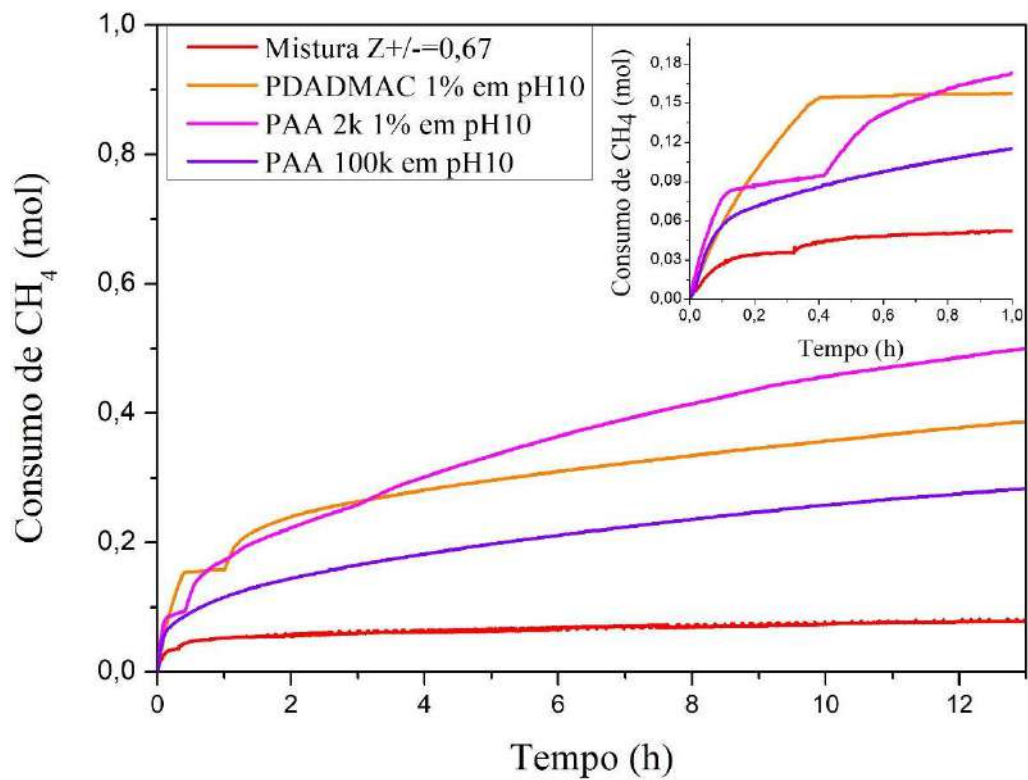 Mistura Z+/-=0,67
PDADMAC 1% em pH10
PAA 2k 1% em pH10
PAA 100k em pH10
Consumo de CH4 (mol)
1,0
0,8
0,6
0,4
0,2
0,0
0 2 4 6 8 10 12
Tempo (h)
Consumo de CH4 (mol)
0,18
0,15
0,12
0,09
0,06
0,03
0,00
0,0 0,2 0,4 0,6 0,8 1,0
Tempo (h)